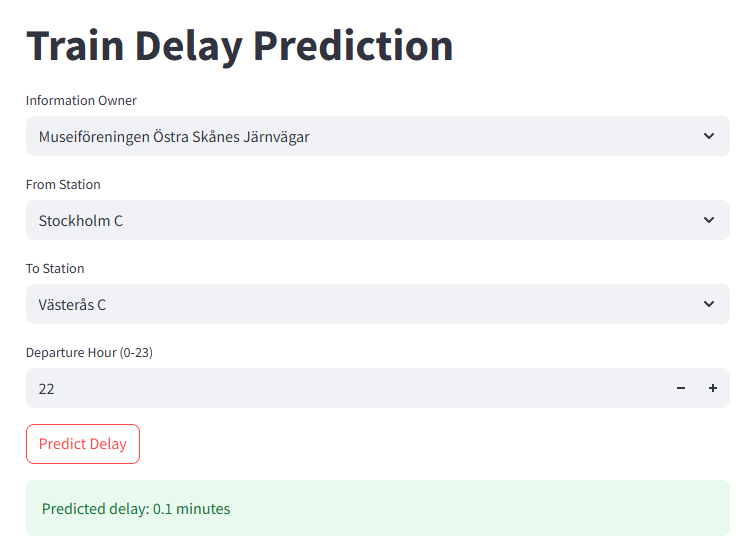 Train Delay Prediction
Information Owner
Museiföreningen Östra Skånes Järnvägar
From Station
Stockholm C
To Station
Västerås C
Departure Hour (0-23)
22
Predict Delay
Predicted delay: 0.1 minutes